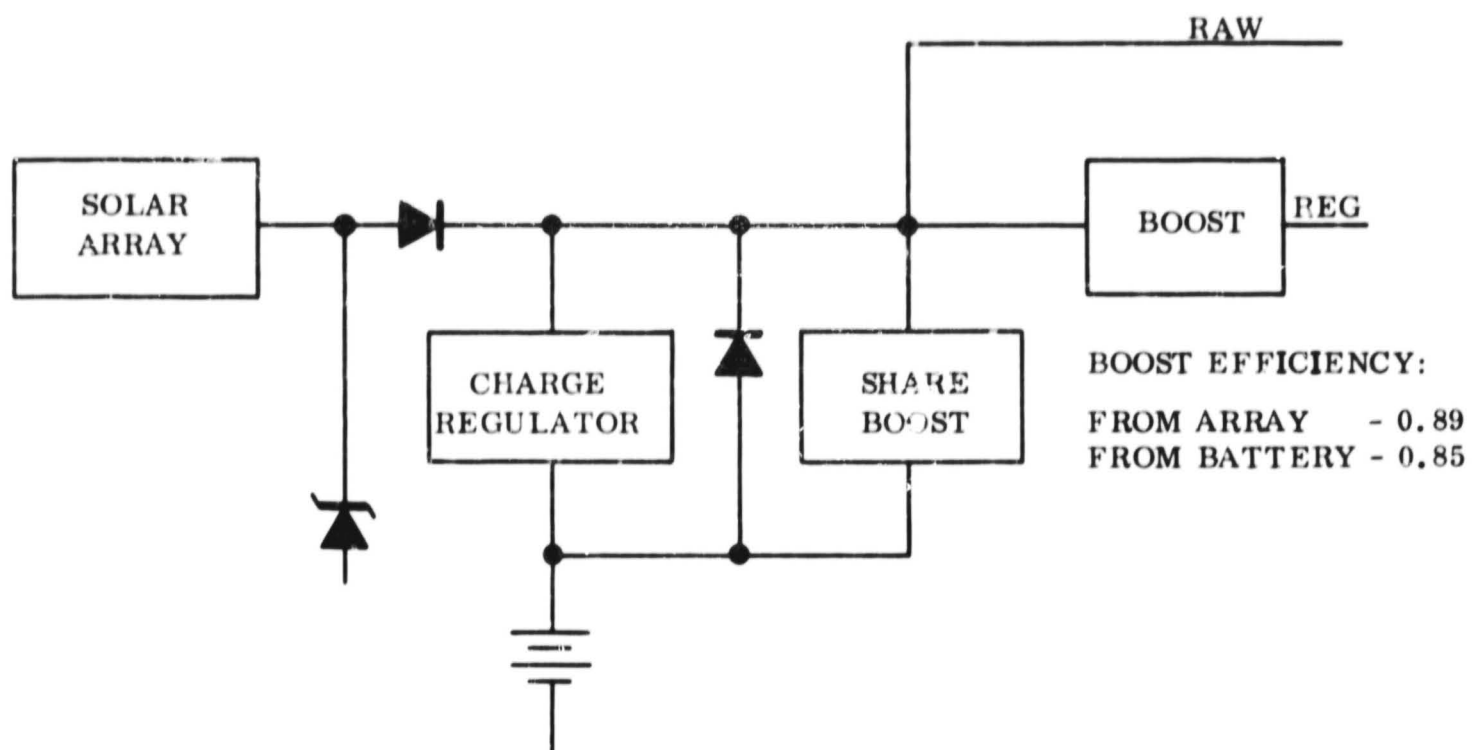 RAW
SOLAR
ARRAY
BOOST
REG
CHARGE
REGULATOR
SHARE
BOOST
BOOST EFFICIENCY:
FROM ARRAY - 0.89
FROM BATTERY - 0.85